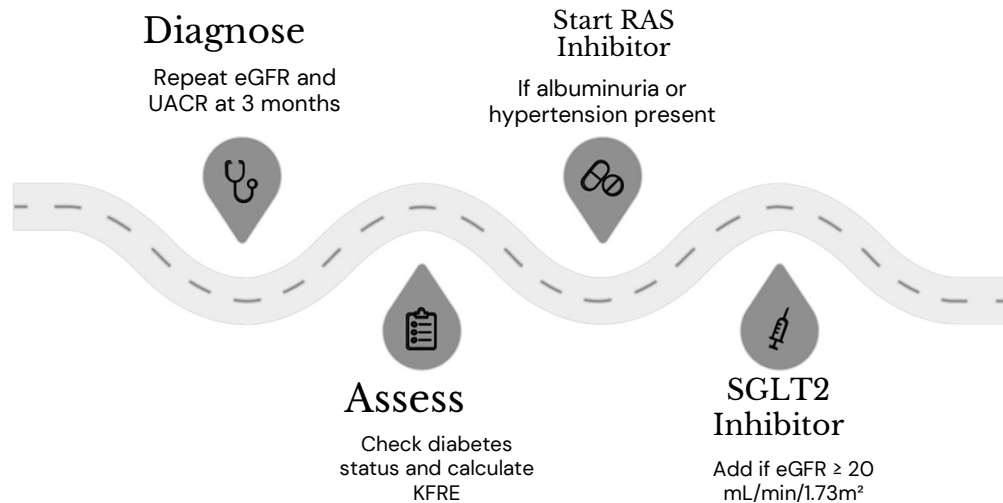 Diagnose
Repeat eGFR and
UACR at 3 months
Start RAS
Inhibitor
If albuminuria or
hypertension present
Assess
Check diabetes
status and calculate
KFRE
SGLT2
Inhibitor
Add if eGFR ≥ 20
mL/min/1.73m²